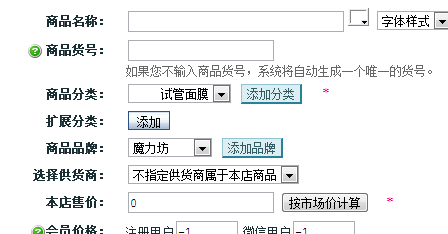 商品名称： 字体样式
商品货号：
如果您不输入商品货号，系统将自动生成一个唯一的货号。
商品分类： 试管面膜 添加分类 *
扩展分类： 添加
商品品牌： 魔力坊 添加品牌
选择供货商： 不指定供货商属于本店商品
本店售价： 0 按市场价计算 *
会员价格： 注册用户 -1 微信用户 -1